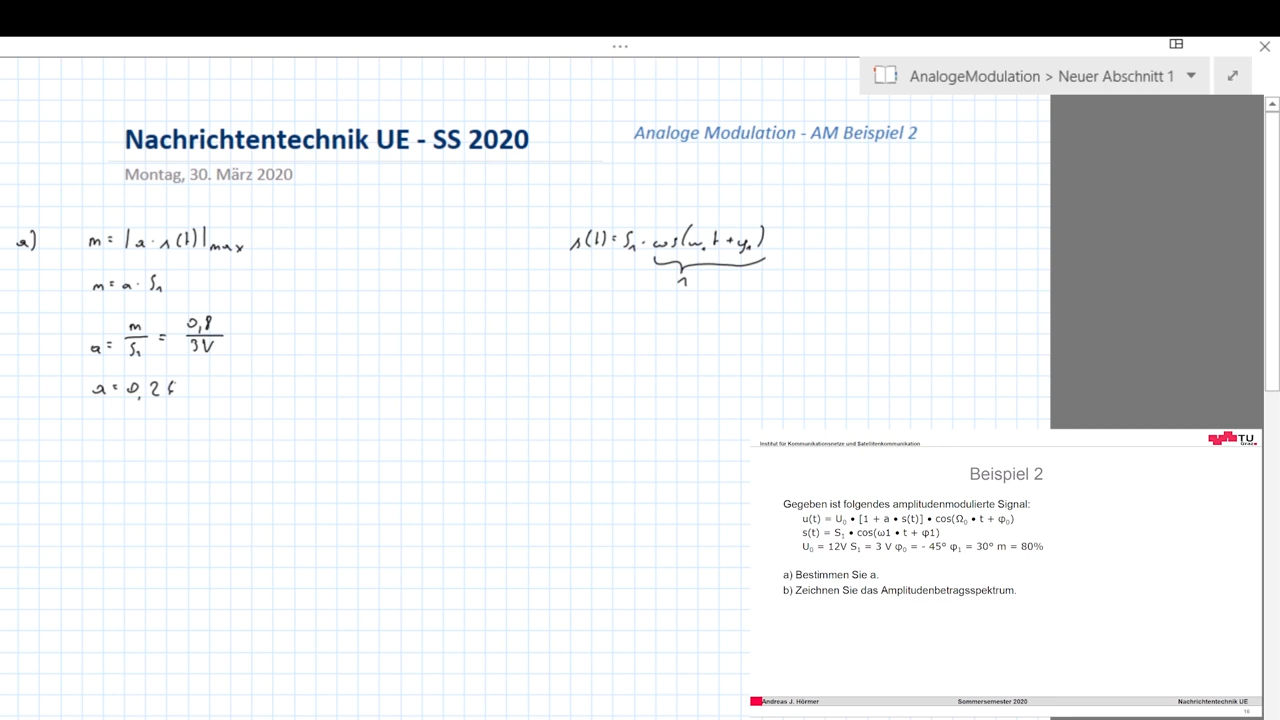 AnalogeModulation > Neuer Abschnitt 1
Nachrichtentechnik UE - SS 2020
Analoge Modulation - AM Beispiel 2
Montag, 30. März 2020
a) m = |a · s(t)|max
s(t) = S1 · cos(ω1 t + φ1)
1
m = a · S1
a = m/S1 = 0,8/3V
a = 0,26
Institut für Kommunikationsnetze und Satellitenkommunikation
TU Graz
Beispiel 2
Gegeben ist folgendes amplitudenmodulierte Signal:
u(t) = U₀ • [1 + a • s(t)] • cos(Ω₀ • t + φ₀)
s(t) = S₁ • cos(ω1 • t + φ1)
U₀ = 12V S₁ = 3 V φ₀ = - 45° φ₁ = 30° m = 80%
a) Bestimmen Sie a.
b) Zeichnen Sie das Amplitudenbetragsspektrum.
Andreas J. Hörmer Sommersemester 2020 Nachrichtentechnik UE
16